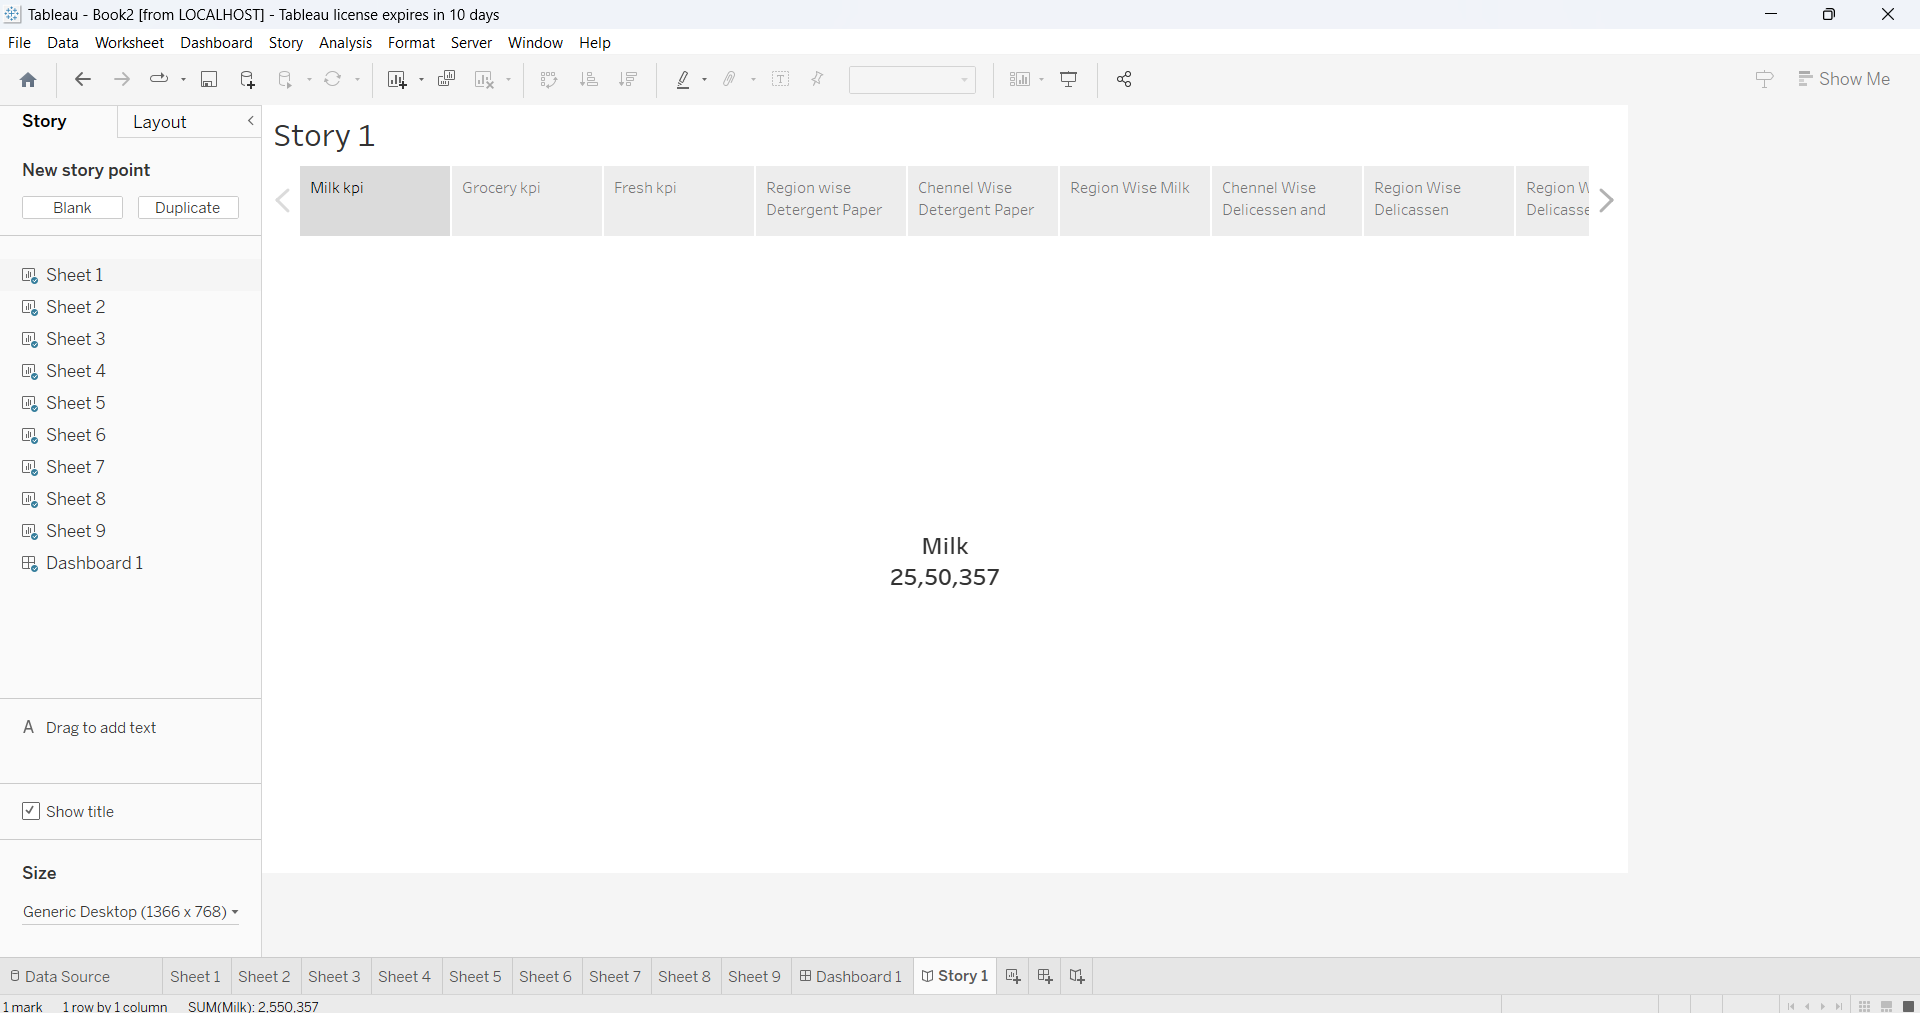 Tableau - Book2 [from LOCALHOST] - Tableau license expires in 10 days
File Data Worksheet Dashboard Story Analysis Format Server Window Help
Show Me
Story Layout
New story point
Blank Duplicate
Sheet 1
Sheet 2
Sheet 3
Sheet 4
Sheet 5
Sheet 6
Sheet 7
Sheet 8
Sheet 9
Dashboard 1
A Drag to add text
Show title
Size
Generic Desktop (1366 x 768)
Story 1
Milk kpi
Grocery kpi
Fresh kpi
Region wise
Detergent Paper
Chennel Wise
Detergent Paper
Region Wise Milk
Chennel Wise
Delicessen and
Region Wise
Delicassen
Region W
Delicasse
Milk
25,50,357
Data Source Sheet 1 Sheet 2 Sheet 3 Sheet 4 Sheet 5 Sheet 6 Sheet 7 Sheet 8 Sheet 9 Dashboard 1 Story 1
1 mark 1 row by 1 column SUM(Milk): 2,550,357